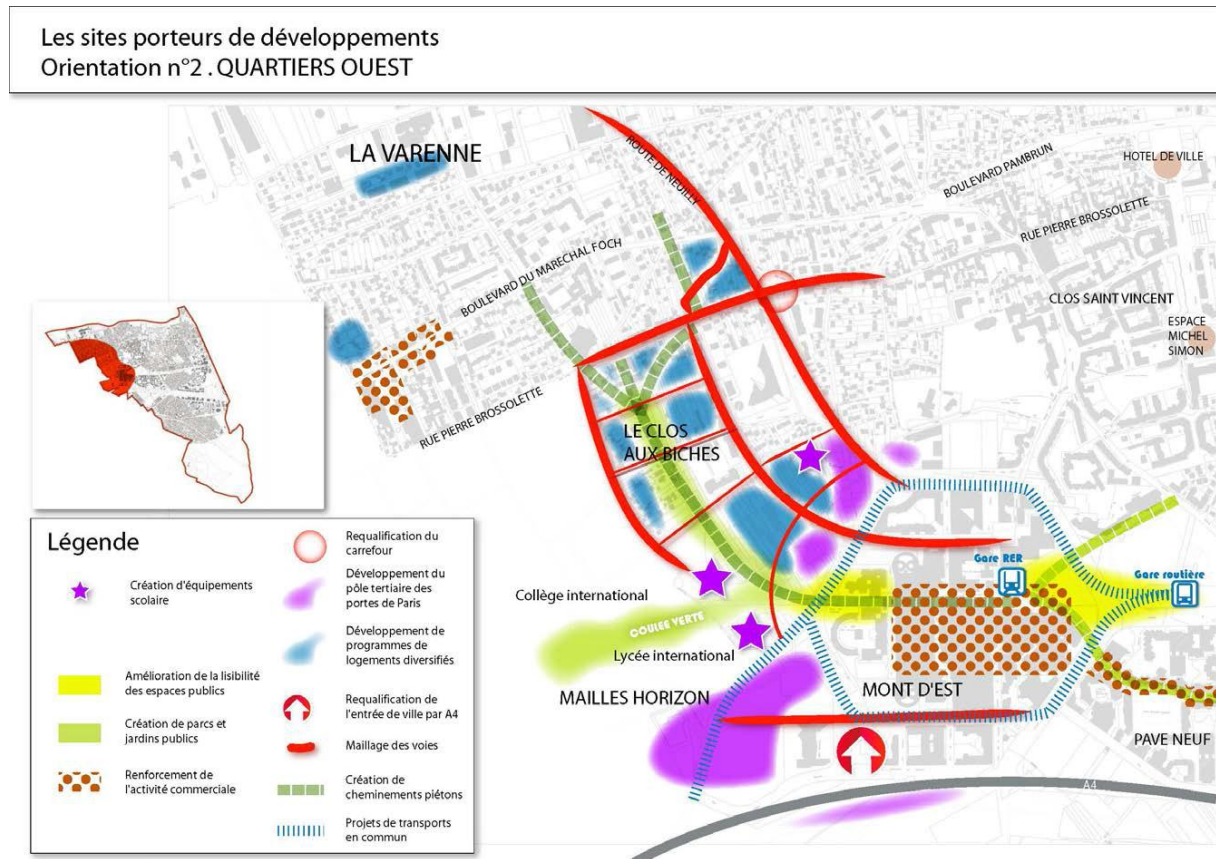 Les sites porteurs de développements
Orientation n°2 . QUARTIERS OUEST
LA VARENNE
ROUTE DE NEUILLY
BOULEVARD PAMBRUN
HOTEL DE VILLE
RUE PIERRE BROSSOLETTE
BOULEVARD DU MARECHAL FOCH
CLOS SAINT VINCENT
ESPACE
MICHEL
SIMON
RUE PIERRE BROSSOLETTE
LE CLOS
AUX BICHES
Gare RER
Gare routière
Collège international
COULEE VERTE
Lycée international
MAILLES HORIZON
MONT D'EST
PAVE NEUF
A4
Légende
Création d'équipements
scolaire
Amélioration de la lisibilité
des espaces publics
Création de parcs et
jardins publics
Renforcement de
l'activité commerciale
Requalification du
carrefour
Développement du
pôle tertiaire des
portes de Paris
Développement de
programmes de
logements diversifiés
Requalification de
l'entrée de ville par A4
Maillage des voies
Création de
cheminements piétons
Projets de transports
en commun